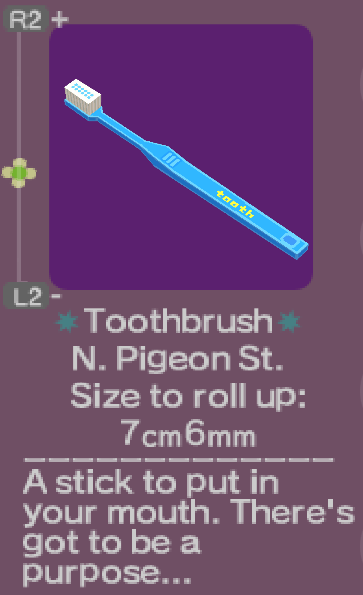 R2 +
tooth
L2 -
Toothbrush
N. Pigeon St.
Size to roll up:
7cm6mm
A stick to put in
your mouth. There's
got to be a
purpose...